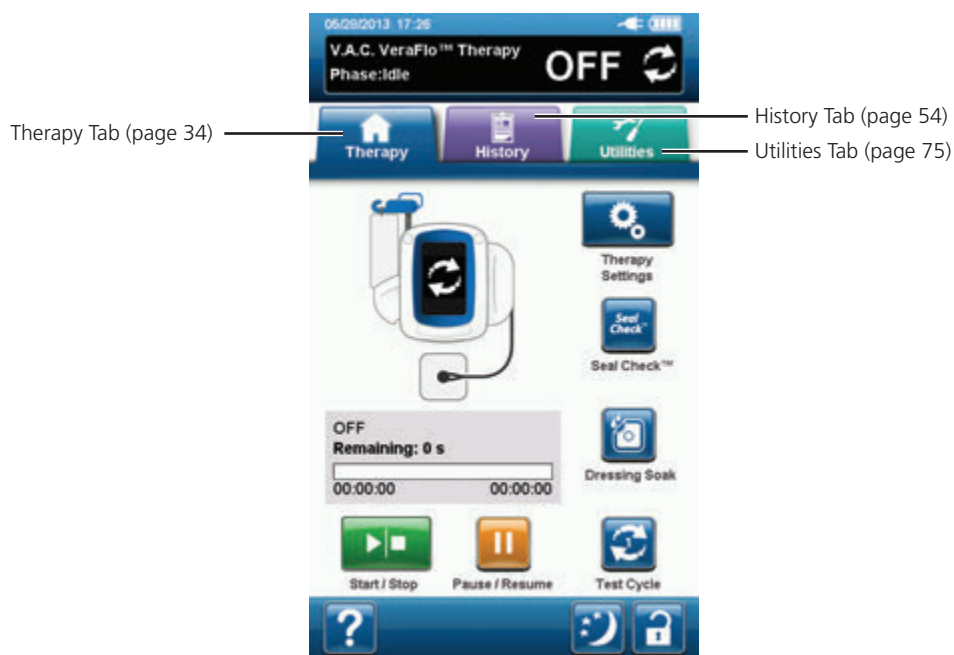 05/28/2013 17:26
V.A.C. VeraFlo™ Therapy
Phase:Idle
OFF
Therapy Tab (page 34)
History Tab (page 54)
Utilities Tab (page 75)
Therapy
History
Utilities
Therapy
Settings
Seal
Check™
Seal Check™
OFF
Remaining: 0 s
00:00:00 00:00:00
Dressing Soak
1
Start / Stop
Pause / Resume
Test Cycle
?